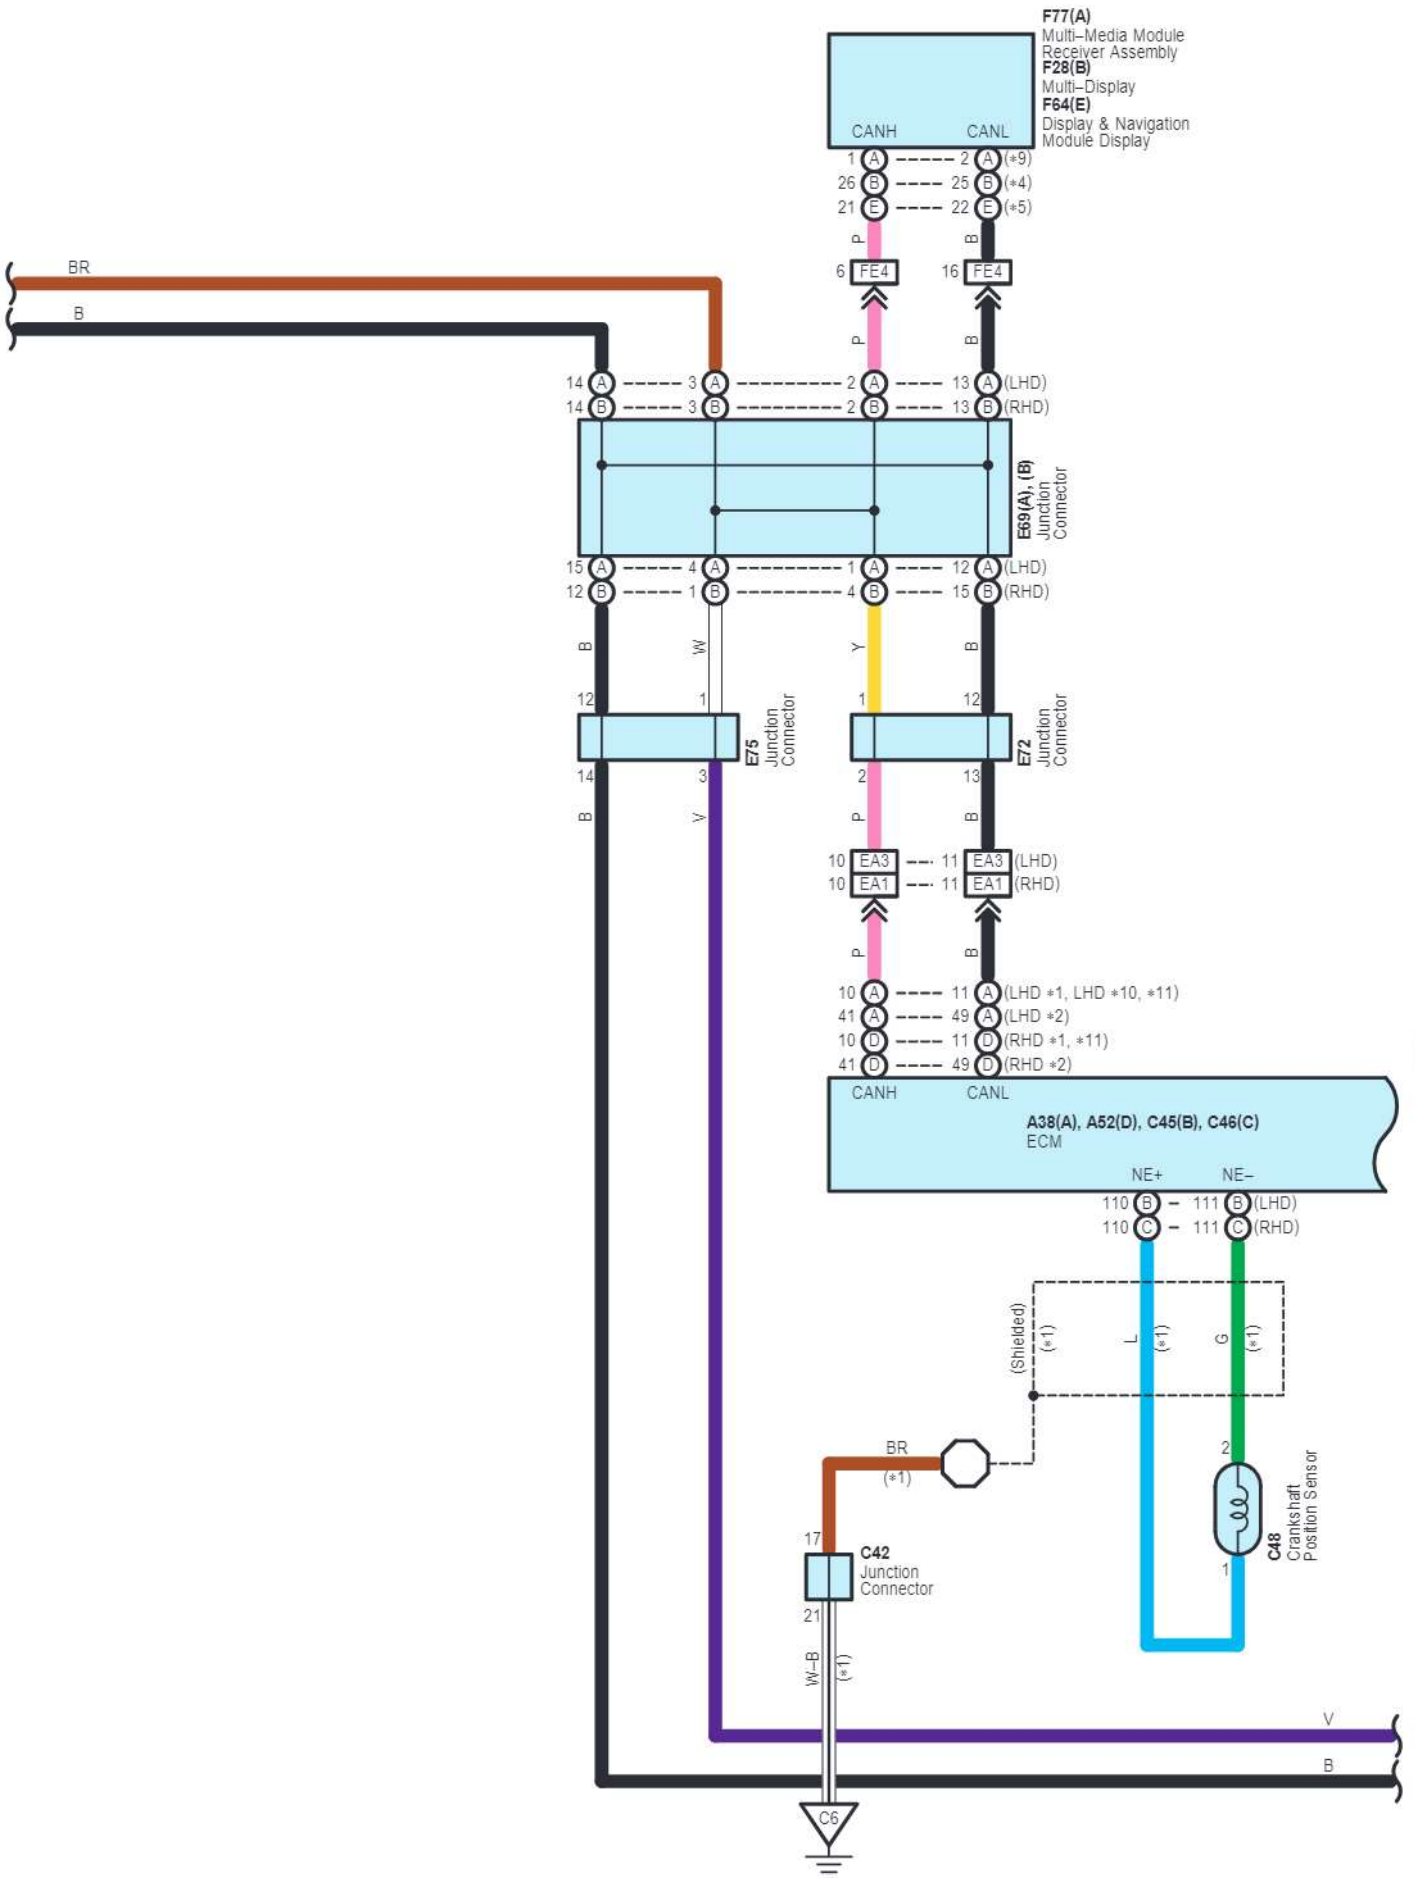 F77(A)
Multi–Media Module
Receiver Assembly
F28(B)
Multi–Display
F64(E)
Display & Navigation
Module Display
CANH CANL
1 A 2 A (*9)
26 B 25 B (*4)
21 E 22 E (*5)
P B
6 FE4 16 FE4
BR
B
P B
14 A 3 A 2 A 13 A (LHD)
14 B 3 B 2 B 13 B (RHD)
E69(A), (B)
Junction
Connector
15 A 4 A 1 A 12 A (LHD)
12 B 1 B 4 B 15 B (RHD)
B W Y B
12 1 1 12
E75
Junction
Connector
E72
Junction
Connector
14 3 2 13
B V P B
10 EA3 11 EA3 (LHD)
10 EA1 11 EA1 (RHD)
P B
10 A 11 A (LHD *1, LHD *10, *11)
41 A 49 A (LHD *2)
10 D 11 D (RHD *1, *11)
41 D 49 D (RHD *2)
CANH CANL
A38(A), A52(D), C45(B), C46(C)
ECM
NE+ NE–
110 B 111 B (LHD)
110 C 111 C (RHD)
(Shielded)
(*1)
L (*1)
G (*1)
BR
(*1)
2
C48
Crankshaft
Position Sensor
1
17
C42
Junction
Connector
21
W–B (*1)
V
B
C6